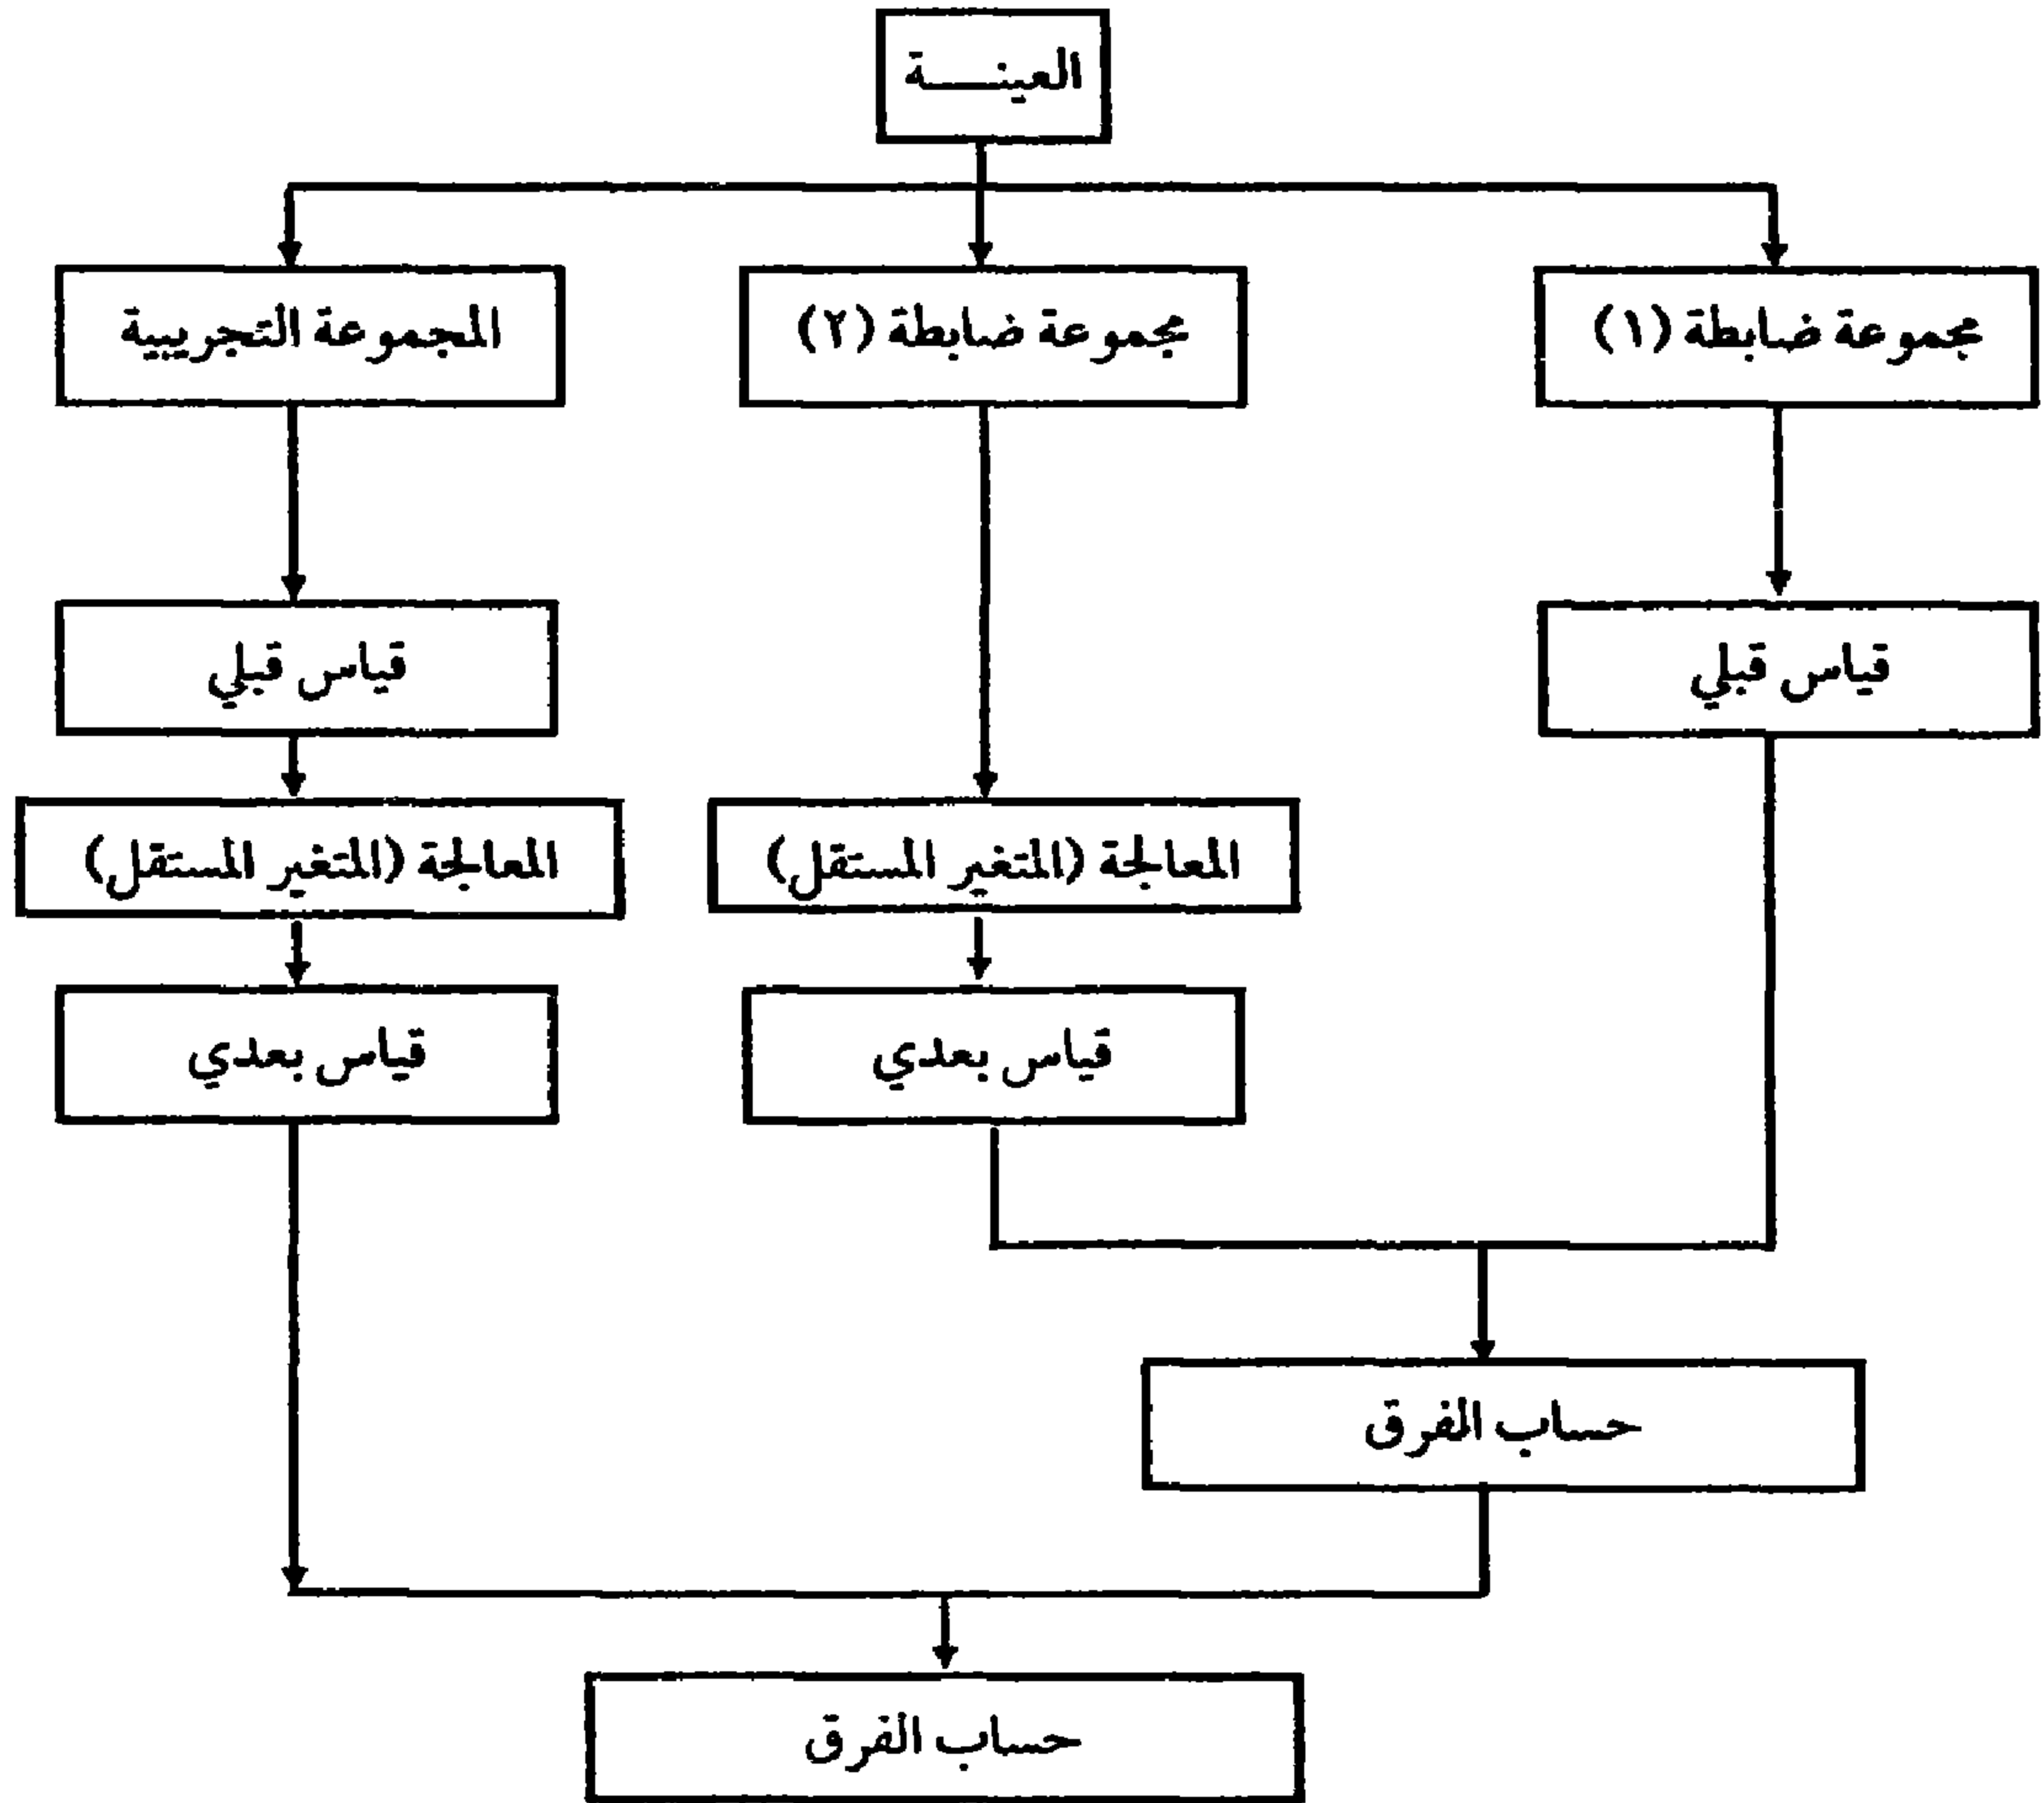 العينـــــة
مجموعة ضابطة (١)
مجموعة ضابطة (٢)
المجموعة التجريبية
قياس قبلي
قياس قبلي
المعالجة (المتغير المستقل)
المعالجة (المتغير المستقل)
قياس بعدي
قياس بعدي
حساب الفرق
حساب الفرق